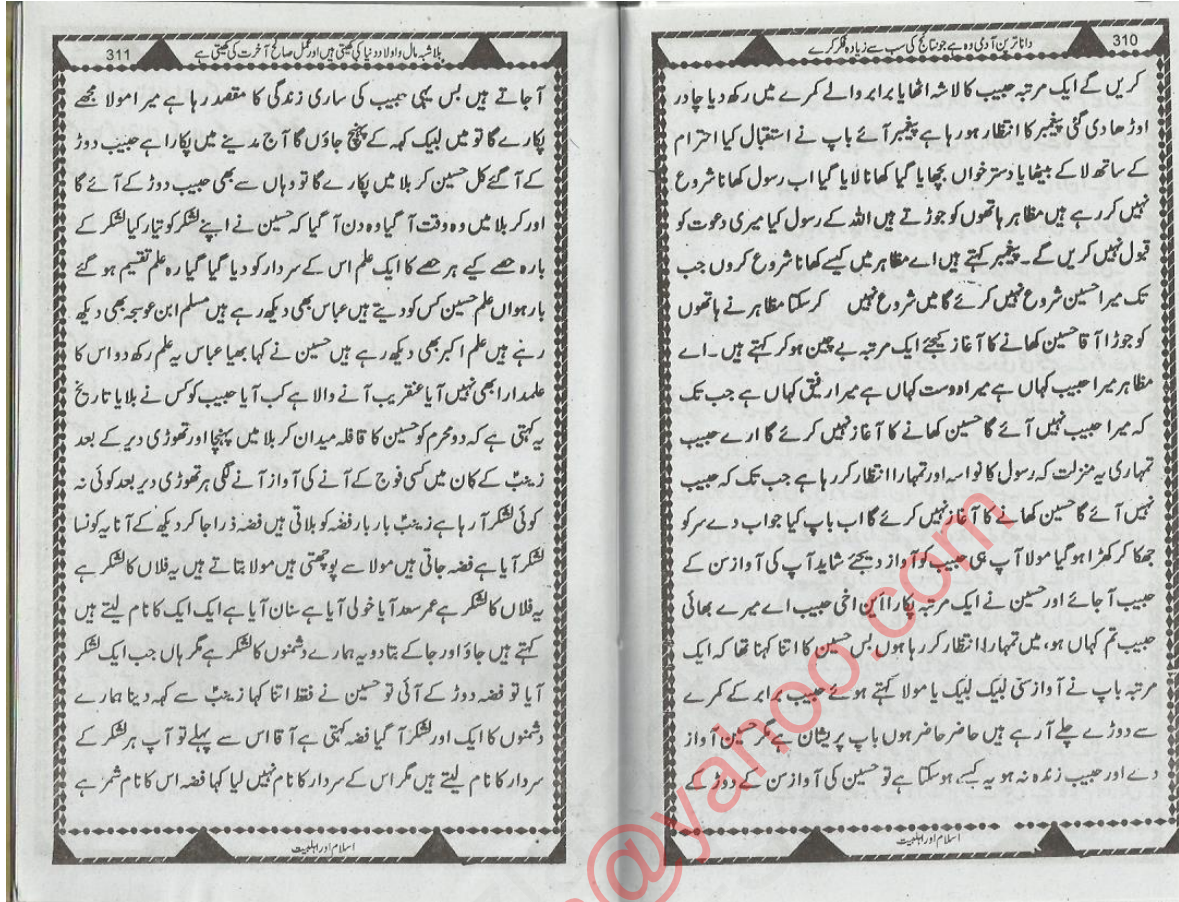 310
دانا ترین آدمی وہ ہے جو نتائج کی سب سے زیادہ فکر کرے
کریں گے ایک مرتبہ حبیب کا لاشہ اٹھایا برابر والے کمرے میں رکھ دیا چادر
اوڑھا دی گئی پیغمبر کا انتظار ہو رہا ہے پیغمبر آئے باپ نے استقبال کیا احترام
کے ساتھ لا کے بیٹھایا دسترخواں بچھایا گیا کھانا لایا گیا اب رسول کھانا شروع
نہیں کر رہے ہیں مظاہر ہاتھوں کو جوڑتے ہیں اللہ کے رسول کیا میری دعوت کو
قبول نہیں کریں گے۔ پیغمبر کہتے ہیں اے مظاہر میں کیسے کھانا شروع کروں جب
تک میرا حسین شروع نہیں کرے گا میں شروع نہیں کر سکتا مظاہر نے ہاتھوں
کو جوڑا آقا حسین کھانے کا آغاز کیجئے ایک مرتبہ بے چین ہو کر کہتے ہیں۔ اے
مظاہر میرا حبیب کہاں ہے میرا دوست کہاں ہے میرا رفیق کہاں ہے جب تک
کہ میرا حبیب نہیں آئے گا حسین کھانے کا آغاز نہیں کرے گا ارے حبیب
تمہاری یہ منزلت کہ رسول کا نواسہ اور تمہارا انتظار کر رہا ہے جب تک کہ حبیب
نہیں آئے گا حسین کھانے کا آغاز نہیں کرے گا اب باپ کیا جواب دے سر کو
جھکا کر کھڑا ہو گیا مولا آپ ہی حبیب کو آواز دیجئے شاید آپ کی آواز سن کے
حبیب آ جائے اور حسین نے ایک مرتبہ پکارا این اخی حبیب اے میرے بھائی
حبیب تم کہاں ہو، میں تمہارا انتظار کر رہا ہوں بس حسین کا اتنا کہنا تھا کہ ایک
مرتبہ باپ نے آواز سنی لبیک لبیک یا مولا کہتے ہوئے حبیب برابر کے کمرے
سے دوڑے چلے آ رہے ہیں حاضر حاضر ہوں باپ پریشان ہے مگر حسین آواز
دے اور حبیب زندہ نہ ہو یہ کیسے ہو سکتا ہے تو حسین کی آواز سن کے دوڑ کے
اسلام اور اہلبیت
311
بلا شبہ مال و اولاد دنیا کی کھیتی ہیں اور عمل صالح آخرت کی کھیتی ہے
آ جاتے ہیں بس یہی حبیب کی ساری زندگی کا مقصد رہا ہے میرا مولا مجھے
پکارے گا تو میں لبیک کہہ کے پہنچ جاؤں گا آج مدینے میں پکارا ہے حبیب دوڑ
کے آ گئے کل حسین کربلا میں پکارے گا تو وہاں سے بھی حبیب دوڑ کے آئے گا
اور کربلا میں وہ وقت آ گیا وہ دن آ گیا کہ حسین نے اپنے لشکر کو تیار کیا لشکر کے
بارہ حصے کیے ہر حصے کا ایک علم اس کے سردار کو دیا گیا گیارہ علم تقسیم ہو گئے
بارہواں علم حسین کس کو دیتے ہیں عباس بھی دیکھ رہے ہیں مسلم ابن عوسجہ بھی دیکھ
رہے ہیں علم اکبر بھی دیکھ رہے ہیں حسین نے کہا بھیا عباس یہ علم رکھ دو اس کا
علمدار ابھی نہیں آیا عنقریب آنے والا ہے کب آیا حبیب کو کس نے بلایا تاریخ
یہ کہتی ہے کہ دو محرم کو حسین کا قافلہ میدان کربلا میں پہنچا اور تھوڑی دیر کے بعد
زینبؑ کے کان میں کسی فوج کے آنے کی آواز آنے لگی ہر تھوڑی دیر بعد کوئی نہ
کوئی لشکر آ رہا ہے زینبؑ بار بار فضہ کو بلاتی ہیں فضہ ذرا جا کر دیکھ کے آنا یہ کونسا
لشکر آیا ہے فضہ جاتی ہیں مولا سے پوچھتی ہیں مولا بتاتے ہیں یہ فلاں کا لشکر ہے
یہ فلاں کا لشکر ہے عمر سعد آیا خولی آیا ہے سنان آیا ہے ایک ایک کا نام لیتے ہیں
کہتے ہیں جاؤ اور جا کے بتا دو یہ ہمارے دشمنوں کا لشکر ہے مگر ہاں جب ایک لشکر
آیا تو فضہ دوڑ کے آئی تو حسین نے فقط اتنا کہا زینبؑ سے کہہ دینا ہمارے
دشمنوں کا ایک اور لشکر آ گیا فضہ کہتی ہے آقا اس سے پہلے تو آپ ہر لشکر کے
سردار کا نام لیتے ہیں مگر اس کے سردار کا نام نہیں لیا کہا فضہ اس کا نام شمر ہے
اسلام اور اہلبیت
@yahoo.com